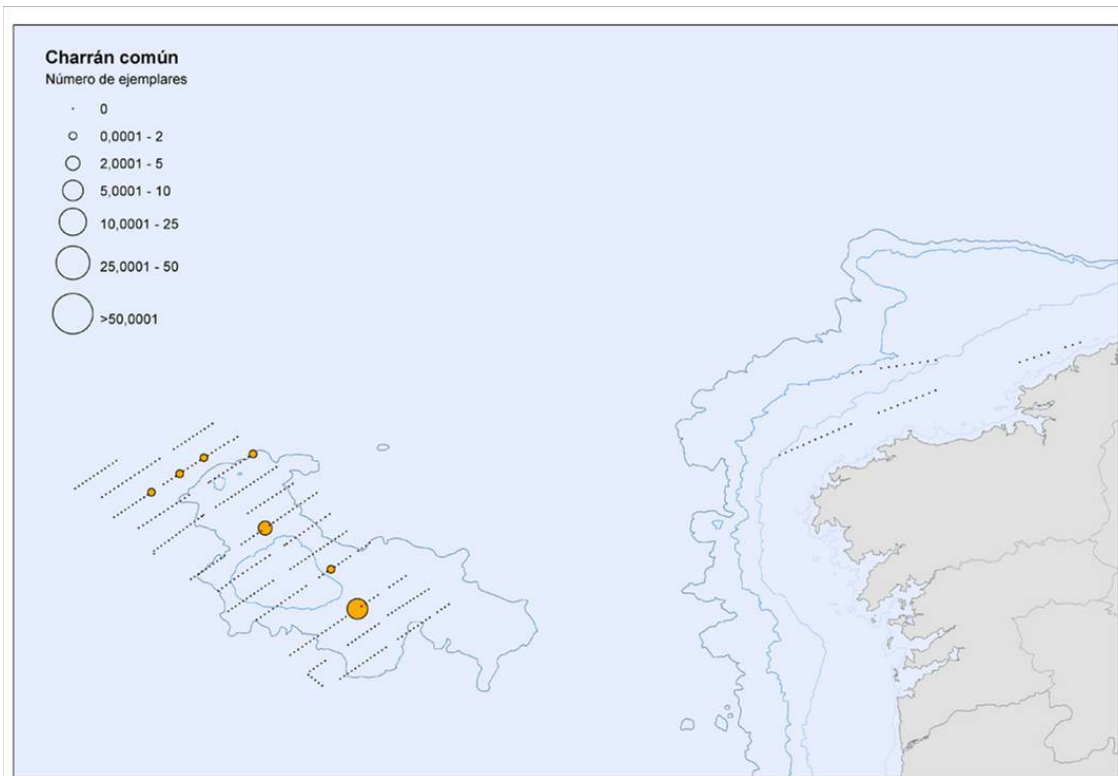 Charrán común
Número de ejemplares
0
0,0001 - 2
2,0001 - 5
5,0001 - 10
10,0001 - 25
25,0001 - 50
>50,0001